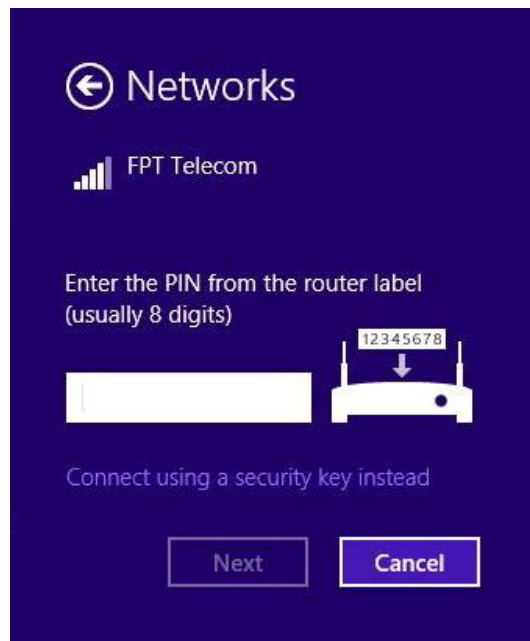 Networks
FPT Telecom
Enter the PIN from the router label
(usually 8 digits)
12345678
Connect using a security key instead
Next
Cancel